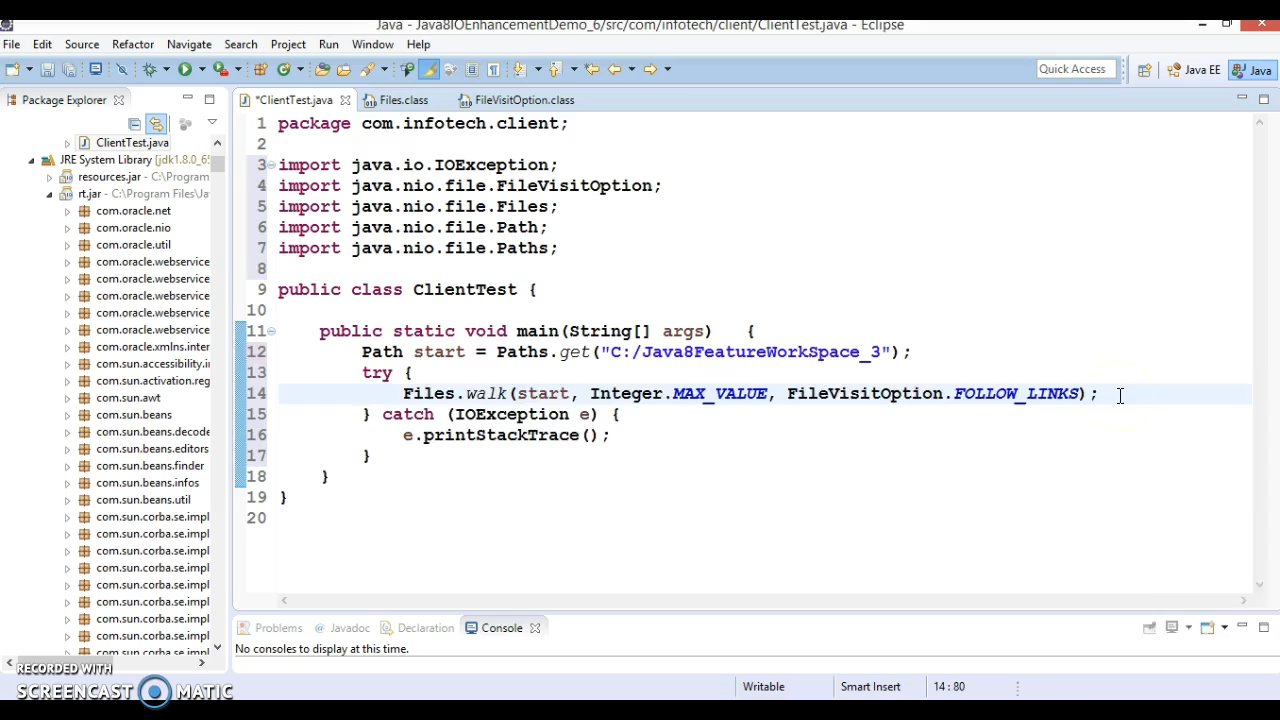 Java - Java8IOEnhancementDemo_6/src/com/infotech/client/ClientTest.java - Eclipse
File Edit Source Refactor Navigate Search Project Run Window Help
Quick Access Java EE Java
Package Explorer *ClientTest.java Files.class FileVisitOption.class
ClientTest.java
JRE System Library [jdk1.8.0_65
resources.jar - C:\Program
rt.jar - C:\Program Files\Ja
com.oracle.net
com.oracle.nio
com.oracle.util
com.oracle.webservice
com.oracle.webservice
com.oracle.webservice
com.oracle.webservice
com.oracle.webservice
com.oracle.xmlns.inter
com.sun.accessibility.in
com.sun.activation.reg
com.sun.awt
com.sun.beans
com.sun.beans.decode
com.sun.beans.editors
com.sun.beans.finder
com.sun.beans.infos
com.sun.beans.util
com.sun.corba.se.impl
com.sun.corba.se.impl
com.sun.corba.se.impl
com.sun.corba.se.impl
com.sun.corba.se.impl
com.sun.corba.se.impl
com.sun.corba.se.impl
com.sun.corba.se.impl
com.sun.corba.se.impl
1 package com.infotech.client;
2
3 import java.io.IOException;
4 import java.nio.file.FileVisitOption;
5 import java.nio.file.Files;
6 import java.nio.file.Path;
7 import java.nio.file.Paths;
8
9 public class ClientTest {
10
11 public static void main(String[] args) {
12 Path start = Paths.get("C:/Java8FeatureWorkSpace_3");
13 try {
14 Files.walk(start, Integer.MAX_VALUE, FileVisitOption.FOLLOW_LINKS);
15 } catch (IOException e) {
16 e.printStackTrace();
17 }
18 }
19 }
20
Problems @ Javadoc Declaration Console
No consoles to display at this time.
RECORDED WITH
SCREENCAST MATIC
Writable Smart Insert 14 : 80